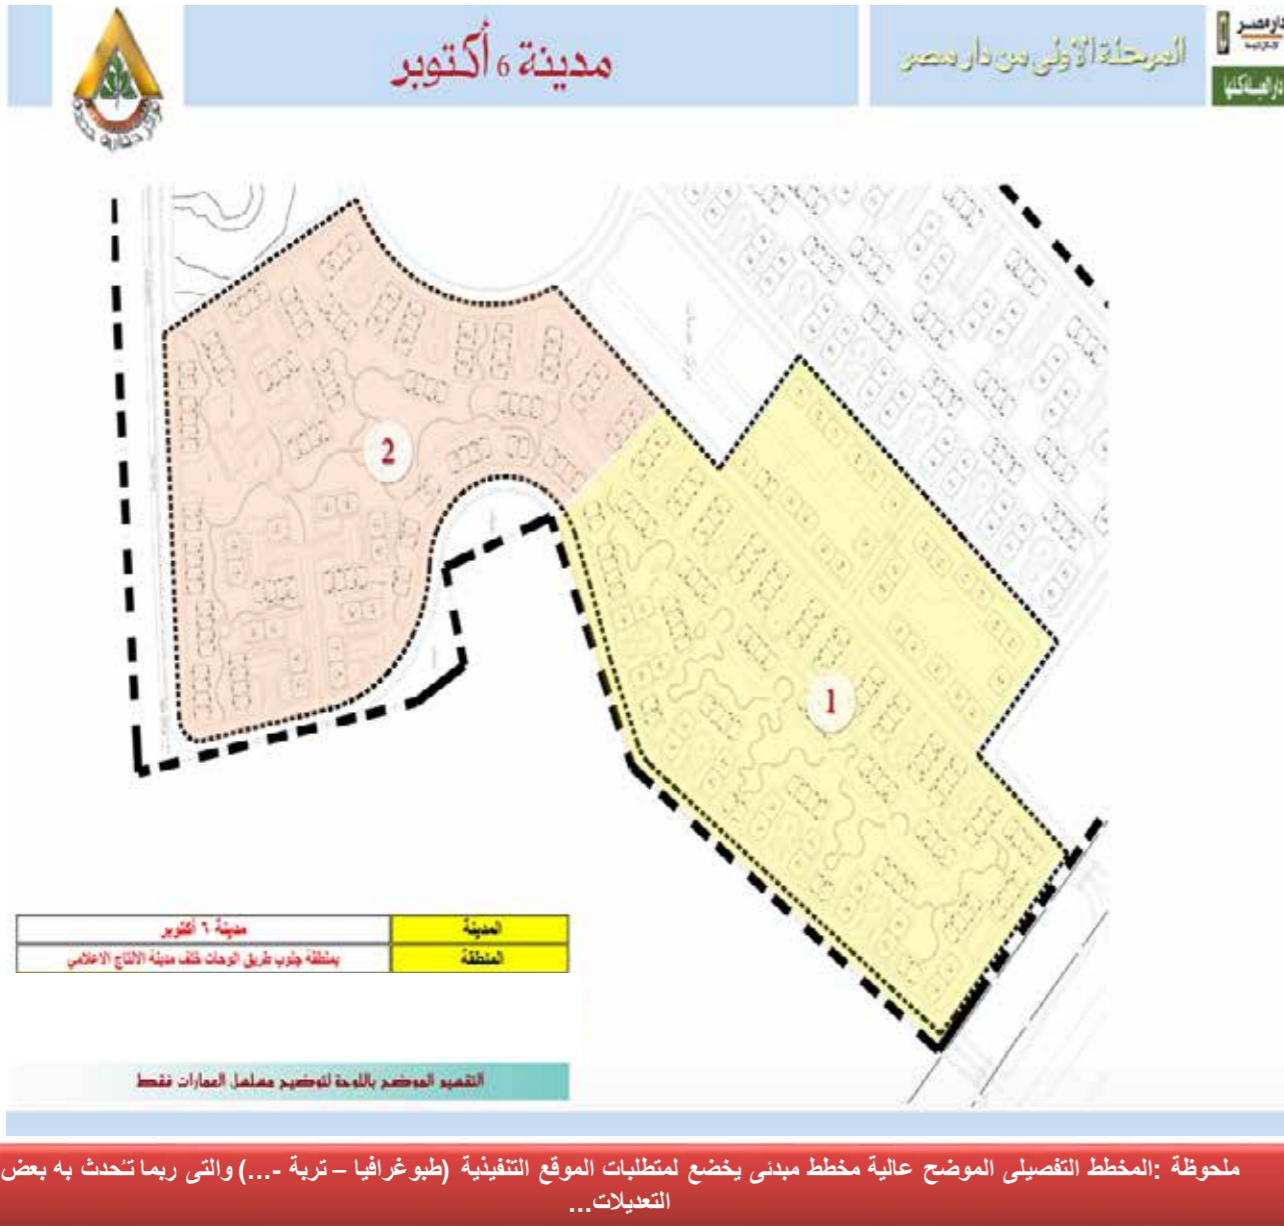 دار مصر
المرحلة الأولى من دار مصر
مدينة 6 أكتوبر
2
1
المدينة
مدينة ٦ أكتوبر
المنطقة
بمنطقة جنوب طريق الوحات خلف مدينة الانتاج الاعلامي
التقسيم الموضح باللوحة لتوضيح مسلسل العمارات فقط
ملحوظة :المخطط التفصيلى الموضح عالية مخطط مبدئى يخضع لمتطلبات الموقع التنفيذية (طبوغرافيا – تربة -...) والتى ربما تحدث به بعض
التعديلات...